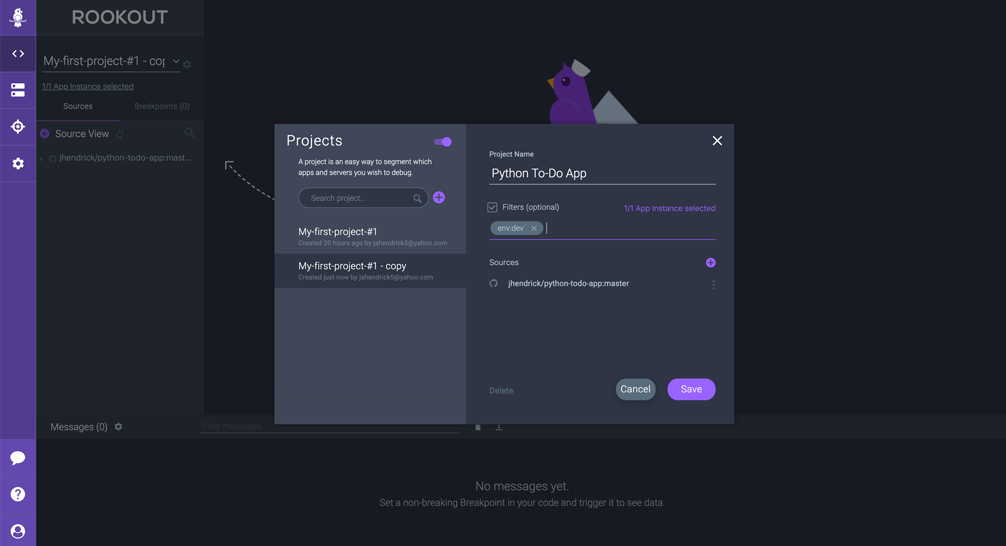 ROOKOUT
My-first-project-#1 - cop
1/1 App Instance selected
Sources
Breakpoints (0)
Source View
jhendrick/python-todo-app:mast...
Projects
A project is an easy way to segment which
apps and servers you wish to debug.
Search project...
My-first-project-#1
Created 20 hours ago by jahendrick5@yahoo.com
My-first-project-#1 - copy
Created just now by jahendrick5@yahoo.com
Project Name
Python To-Do App
Filters (optional)
1/1 App Instance selected
env:dev
Sources
jhendrick/python-todo-app:master
Delete
Cancel
Save
Messages (0)
Filter messages...
No messages yet.
Set a non-breaking Breakpoint in your code and trigger it to see data.